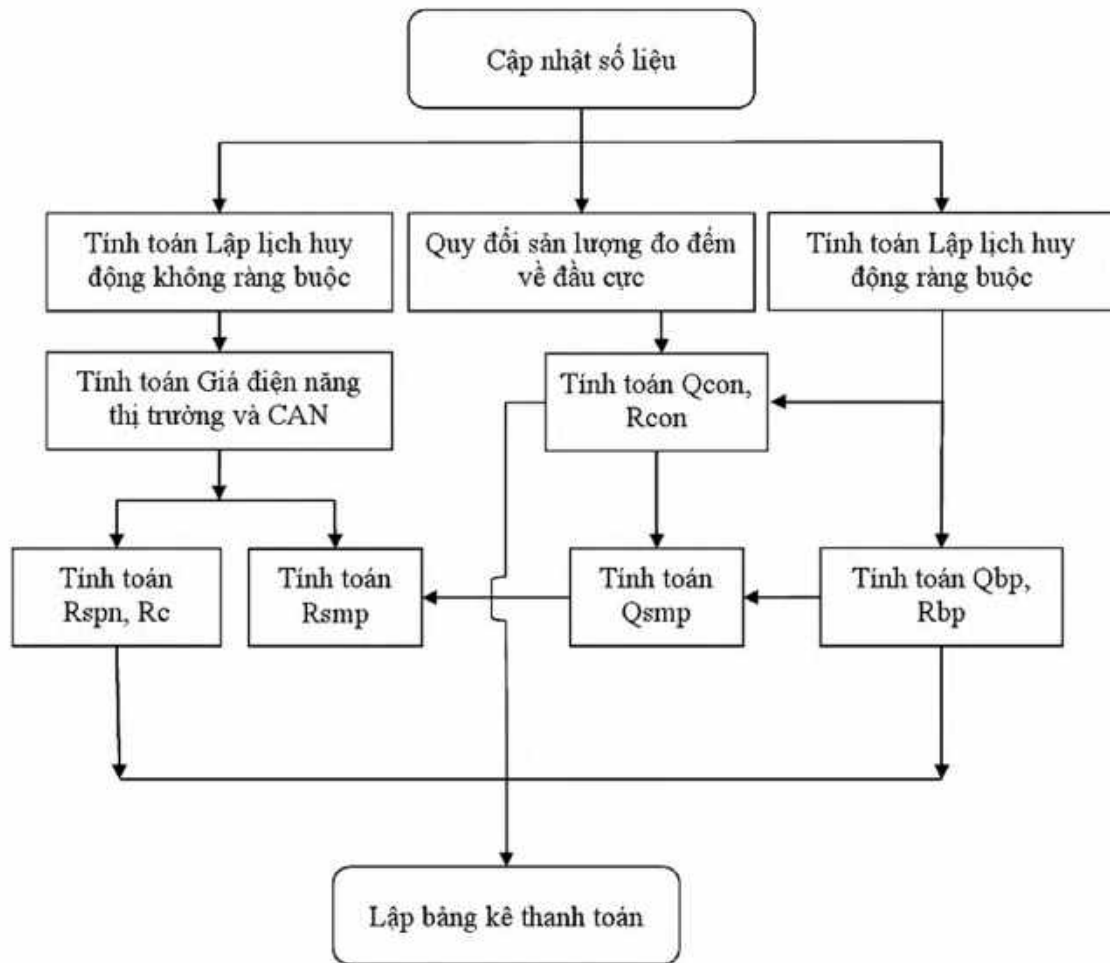 Cập nhật số liệu
Tính toán Lập lịch huy
động không ràng buộc
Quy đổi sản lượng đo đếm
về đầu cực
Tính toán Lập lịch huy
động ràng buộc
Tính toán Giá điện năng
thị trường và CAN
Tính toán Qcon,
Rcon
Tính toán
Rspn, Rc
Tính toán
Rsmp
Tính toán
Qsmp
Tính toán Qbp,
Rbp
Lập bảng kê thanh toán